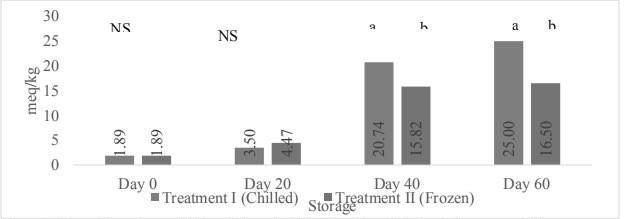 30
25
20
15
10
5
0
meq/kg
NS
NS
a b
a b
1.89 1.89
3.50 4.47
20.74 15.82
25.00 16.50
Day 0 Day 20 Day 40 Day 60
Treatment I (Chilled) Treatment II (Frozen)
Storage